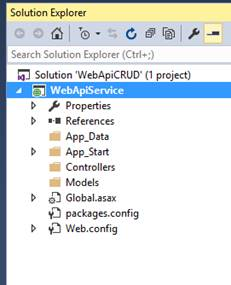 Solution Explorer
Search Solution Explorer (Ctrl+;)
Solution 'WebApiCRUD' (1 project)
WebApiService
Properties
References
App_Data
App_Start
Controllers
Models
Global.asax
packages.config
Web.config